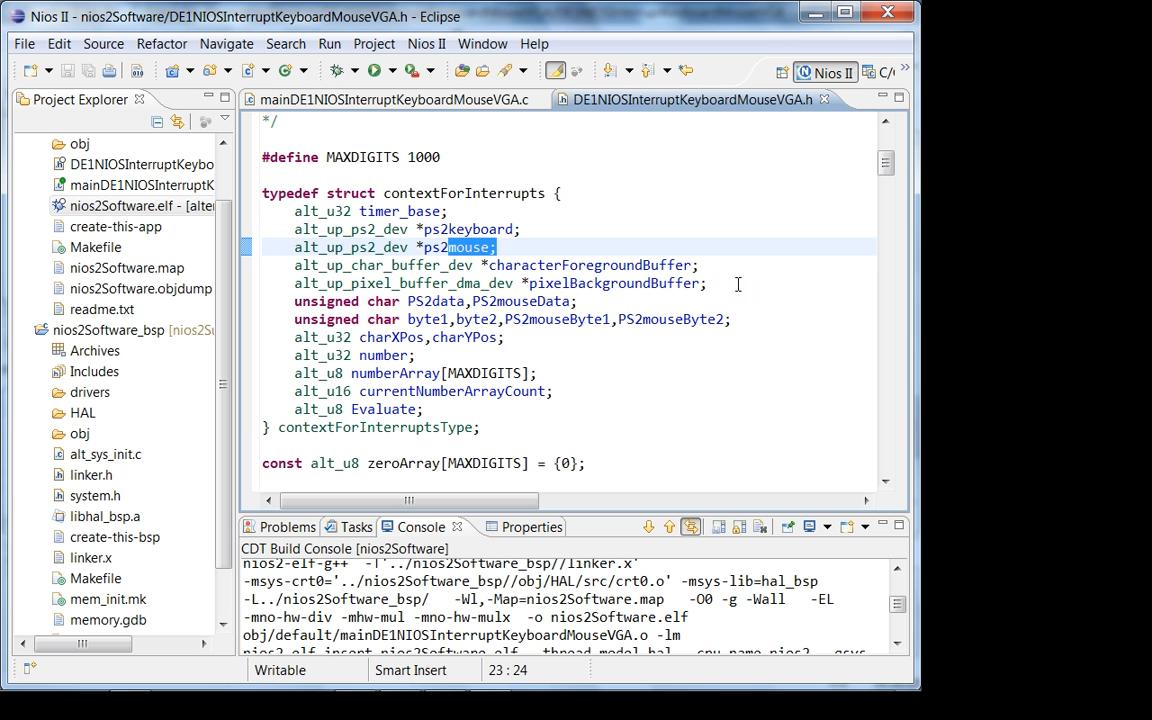 Nios II - nios2Software/DE1NIOSInterruptKeyboardMouseVGA.h - Eclipse
File Edit Source Refactor Navigate Search Run Project Nios II Window Help
Nios II C/
Project Explorer
mainDE1NIOSInterruptKeyboardMouseVGA.c
DE1NIOSInterruptKeyboardMouseVGA.h
obj
DE1NIOSInterruptKeybo
mainDE1NIOSInterruptK
nios2Software.elf - [alter
create-this-app
Makefile
nios2Software.map
nios2Software.objdump
readme.txt
nios2Software_bsp [nios2S
Archives
Includes
drivers
HAL
obj
alt_sys_init.c
linker.h
system.h
libhal_bsp.a
create-this-bsp
linker.x
Makefile
mem_init.mk
memory.gdb
*/
#define MAXDIGITS 1000
typedef struct contextForInterrupts {
alt_u32 timer_base;
alt_up_ps2_dev *ps2keyboard;
alt_up_ps2_dev *ps2mouse;
alt_up_char_buffer_dev *characterForegroundBuffer;
alt_up_pixel_buffer_dma_dev *pixelBackgroundBuffer;
unsigned char PS2data,PS2mouseData;
unsigned char byte1,byte2,PS2mouseByte1,PS2mouseByte2;
alt_u32 charXPos,charYPos;
alt_u32 number;
alt_u8 numberArray[MAXDIGITS];
alt_u16 currentNumberArrayCount;
alt_u8 Evaluate;
} contextForInterruptsType;
const alt_u8 zeroArray[MAXDIGITS] = {0};
Problems Tasks Console Properties
CDT Build Console [nios2Software]
nios2-elf-g++ -T'../nios2Software_bsp//linker.x'
-msys-crt0='../nios2Software_bsp//obj/HAL/src/crt0.o' -msys-lib=hal_bsp
-L../nios2Software_bsp/ -Wl,-Map=nios2Software.map -O0 -g -Wall -EL
-mno-hw-div -mhw-mul -mno-hw-mulx -o nios2Software.elf
obj/default/mainDE1NIOSInterruptKeyboardMouseVGA.o -lm
Writable Smart Insert 23 : 24